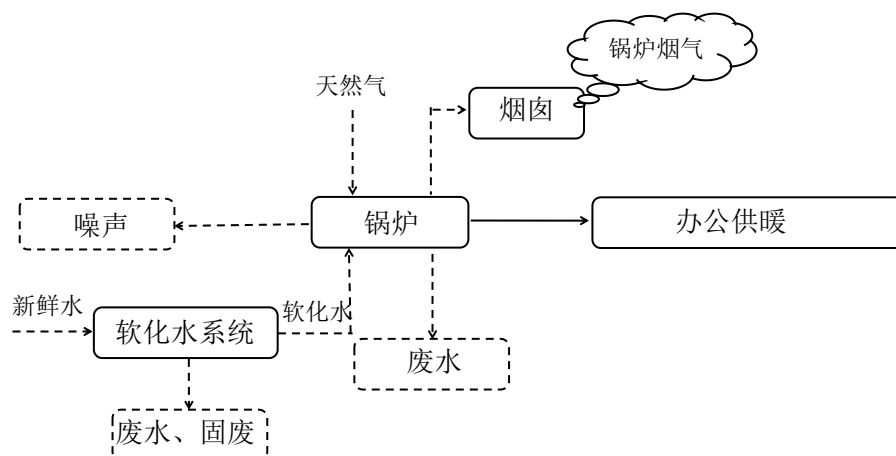 锅炉烟气
天然气
烟囱
噪声
锅炉
办公供暖
新鲜水
软化水系统
软化水
废水
废水、固废